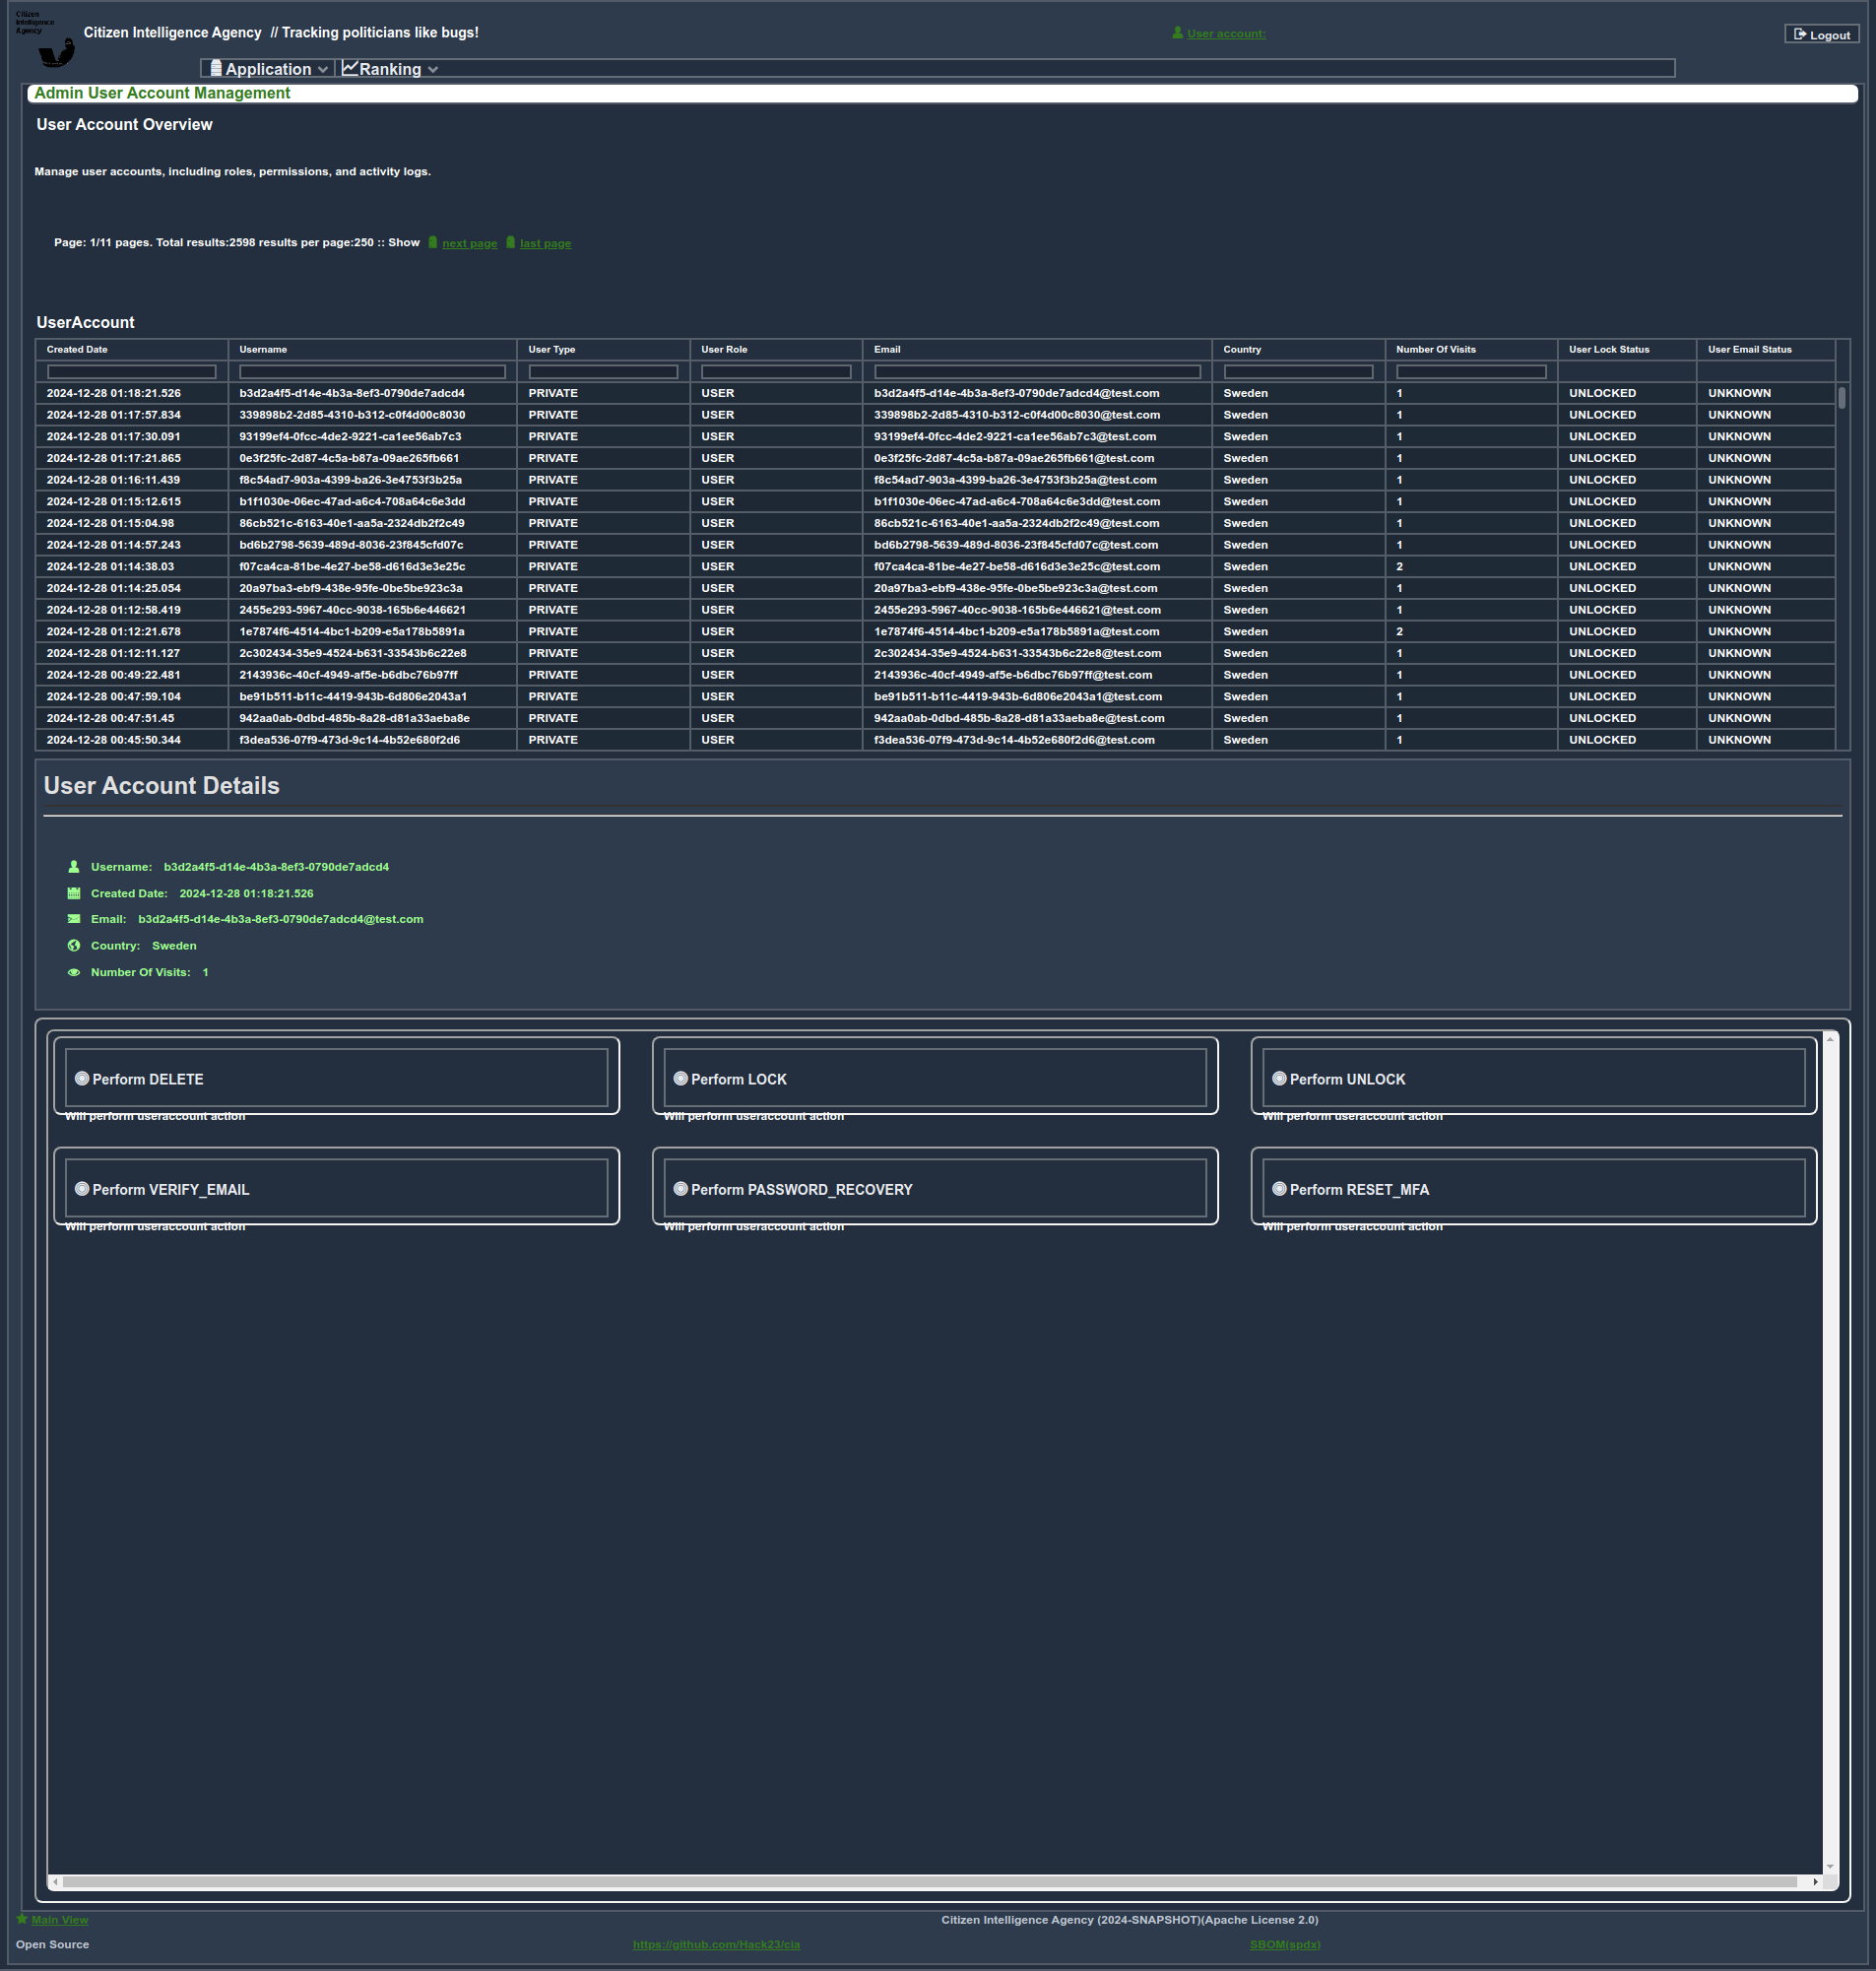 Citizen Intelligence Agency
Citizen Intelligence Agency // Tracking politicians like bugs!
User account:
Logout
Application Ranking
Admin User Account Management
User Account Overview
Manage user accounts, including roles, permissions, and activity logs.
Page: 1/11 pages. Total results:2598 results per page:250 :: Show next page last page
UserAccount
Created Date Username User Type User Role Email Country Number Of Visits User Lock Status User Email Status
2024-12-28 01:18:21.526 b3d2a4f5-d14e-4b3a-8ef3-0790de7adcd4 PRIVATE USER b3d2a4f5-d14e-4b3a-8ef3-0790de7adcd4@test.com Sweden 1 UNLOCKED UNKNOWN
2024-12-28 01:17:57.834 339898b2-2d85-4310-b312-c0f4d00c8030 PRIVATE USER 339898b2-2d85-4310-b312-c0f4d00c8030@test.com Sweden 1 UNLOCKED UNKNOWN
2024-12-28 01:17:30.091 93199ef4-0fcc-4de2-9221-ca1ee56ab7c3 PRIVATE USER 93199ef4-0fcc-4de2-9221-ca1ee56ab7c3@test.com Sweden 1 UNLOCKED UNKNOWN
2024-12-28 01:17:21.865 0e3f25fc-2d87-4c5a-b87a-09ae265fb661 PRIVATE USER 0e3f25fc-2d87-4c5a-b87a-09ae265fb661@test.com Sweden 1 UNLOCKED UNKNOWN
2024-12-28 01:16:11.439 f8c54ad7-903a-4399-ba26-3e4753f3b25a PRIVATE USER f8c54ad7-903a-4399-ba26-3e4753f3b25a@test.com Sweden 1 UNLOCKED UNKNOWN
2024-12-28 01:15:12.615 b1f1030e-06ec-47ad-a6c4-708a64c6e3dd PRIVATE USER b1f1030e-06ec-47ad-a6c4-708a64c6e3dd@test.com Sweden 1 UNLOCKED UNKNOWN
2024-12-28 01:15:04.98 86cb521c-6163-40e1-aa5a-2324db2f2c49 PRIVATE USER 86cb521c-6163-40e1-aa5a-2324db2f2c49@test.com Sweden 1 UNLOCKED UNKNOWN
2024-12-28 01:14:57.243 bd6b2798-5639-489d-8036-23f845cfd07c PRIVATE USER bd6b2798-5639-489d-8036-23f845cfd07c@test.com Sweden 1 UNLOCKED UNKNOWN
2024-12-28 01:14:38.03 f07ca4ca-81be-4e27-be58-d616d3e3e25c PRIVATE USER f07ca4ca-81be-4e27-be58-d616d3e3e25c@test.com Sweden 2 UNLOCKED UNKNOWN
2024-12-28 01:14:25.054 20a97ba3-ebf9-438e-95fe-0be5be923c3a PRIVATE USER 20a97ba3-ebf9-438e-95fe-0be5be923c3a@test.com Sweden 1 UNLOCKED UNKNOWN
2024-12-28 01:12:58.419 2455e293-5967-40cc-9038-165b6e446621 PRIVATE USER 2455e293-5967-40cc-9038-165b6e446621@test.com Sweden 1 UNLOCKED UNKNOWN
2024-12-28 01:12:21.678 1e7874f6-4514-4bc1-b209-e5a178b5891a PRIVATE USER 1e7874f6-4514-4bc1-b209-e5a178b5891a@test.com Sweden 2 UNLOCKED UNKNOWN
2024-12-28 01:12:11.127 2c302434-35e9-4524-b631-33543b6c22e8 PRIVATE USER 2c302434-35e9-4524-b631-33543b6c22e8@test.com Sweden 1 UNLOCKED UNKNOWN
2024-12-28 00:49:22.481 2143936c-40cf-4949-af5e-b6dbc76b97ff PRIVATE USER 2143936c-40cf-4949-af5e-b6dbc76b97ff@test.com Sweden 1 UNLOCKED UNKNOWN
2024-12-28 00:47:59.104 be91b511-b11c-4419-943b-6d806e2043a1 PRIVATE USER be91b511-b11c-4419-943b-6d806e2043a1@test.com Sweden 1 UNLOCKED UNKNOWN
2024-12-28 00:47:51.45 942aa0ab-0dbd-485b-8a28-d81a33aeba8e PRIVATE USER 942aa0ab-0dbd-485b-8a28-d81a33aeba8e@test.com Sweden 1 UNLOCKED UNKNOWN
2024-12-28 00:45:50.344 f3dea536-07f9-473d-9c14-4b52e680f2d6 PRIVATE USER f3dea536-07f9-473d-9c14-4b52e680f2d6@test.com Sweden 1 UNLOCKED UNKNOWN
User Account Details
Username: b3d2a4f5-d14e-4b3a-8ef3-0790de7adcd4
Created Date: 2024-12-28 01:18:21.526
Email: b3d2a4f5-d14e-4b3a-8ef3-0790de7adcd4@test.com
Country: Sweden
Number Of Visits: 1
Perform DELETE Perform LOCK Perform UNLOCK
Will perform useraccount action Will perform useraccount action Will perform useraccount action
Perform VERIFY_EMAIL Perform PASSWORD_RECOVERY Perform RESET_MFA
Will perform useraccount action Will perform useraccount action Will perform useraccount action
Main View Citizen Intelligence Agency (2024-SNAPSHOT)(Apache License 2.0)
Open Source https://github.com/Hack23/cia SBOM(spdx)